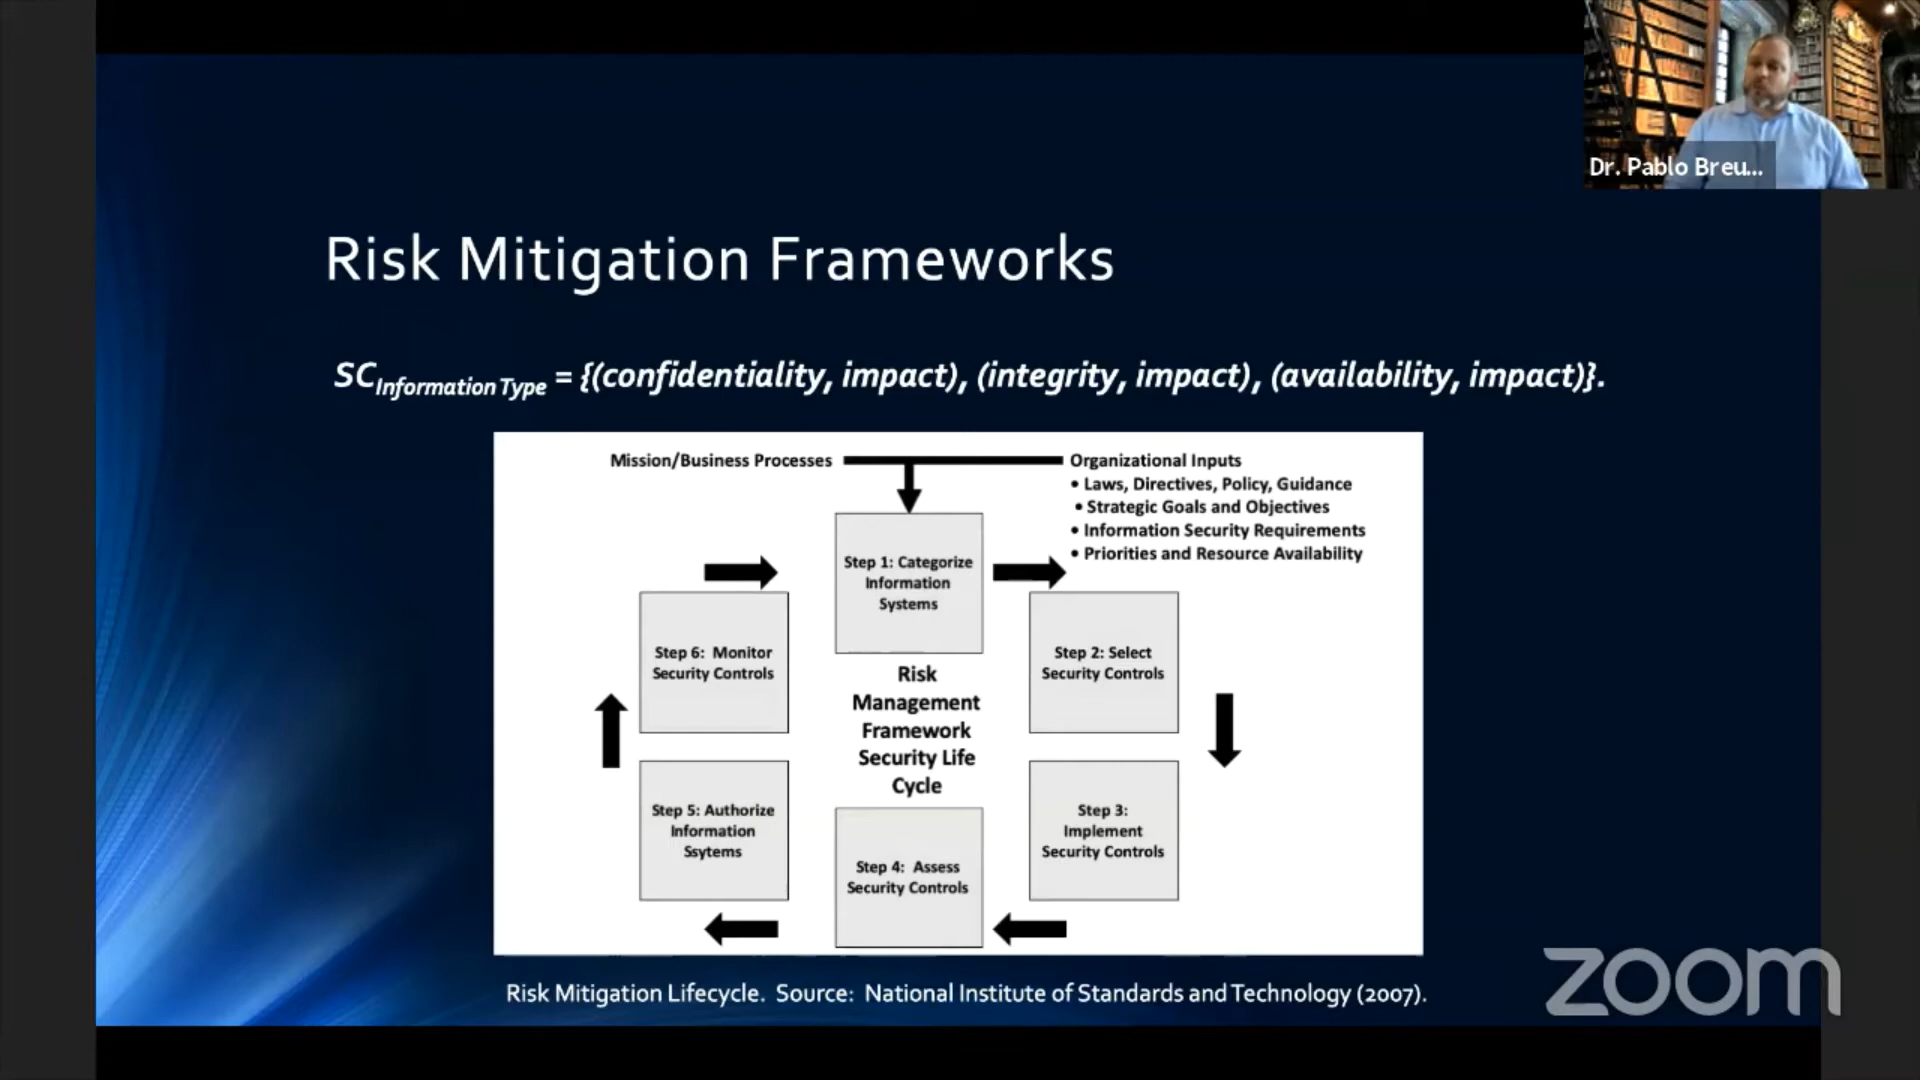 Dr. Pablo Breu...
Risk Mitigation Frameworks
SC Information Type = {(confidentiality, impact), (integrity, impact), (availability, impact)}.
Mission/Business Processes
Organizational Inputs
• Laws, Directives, Policy, Guidance
• Strategic Goals and Objectives
• Information Security Requirements
• Priorities and Resource Availability
Step 1: Categorize
Information
Systems
Step 2: Select
Security Controls
Step 3:
Implement
Security Controls
Step 4: Assess
Security Controls
Step 5: Authorize
Information
Ssytems
Step 6: Monitor
Security Controls
Risk
Management
Framework
Security Life
Cycle
Risk Mitigation Lifecycle. Source: National Institute of Standards and Technology (2007).
zoom